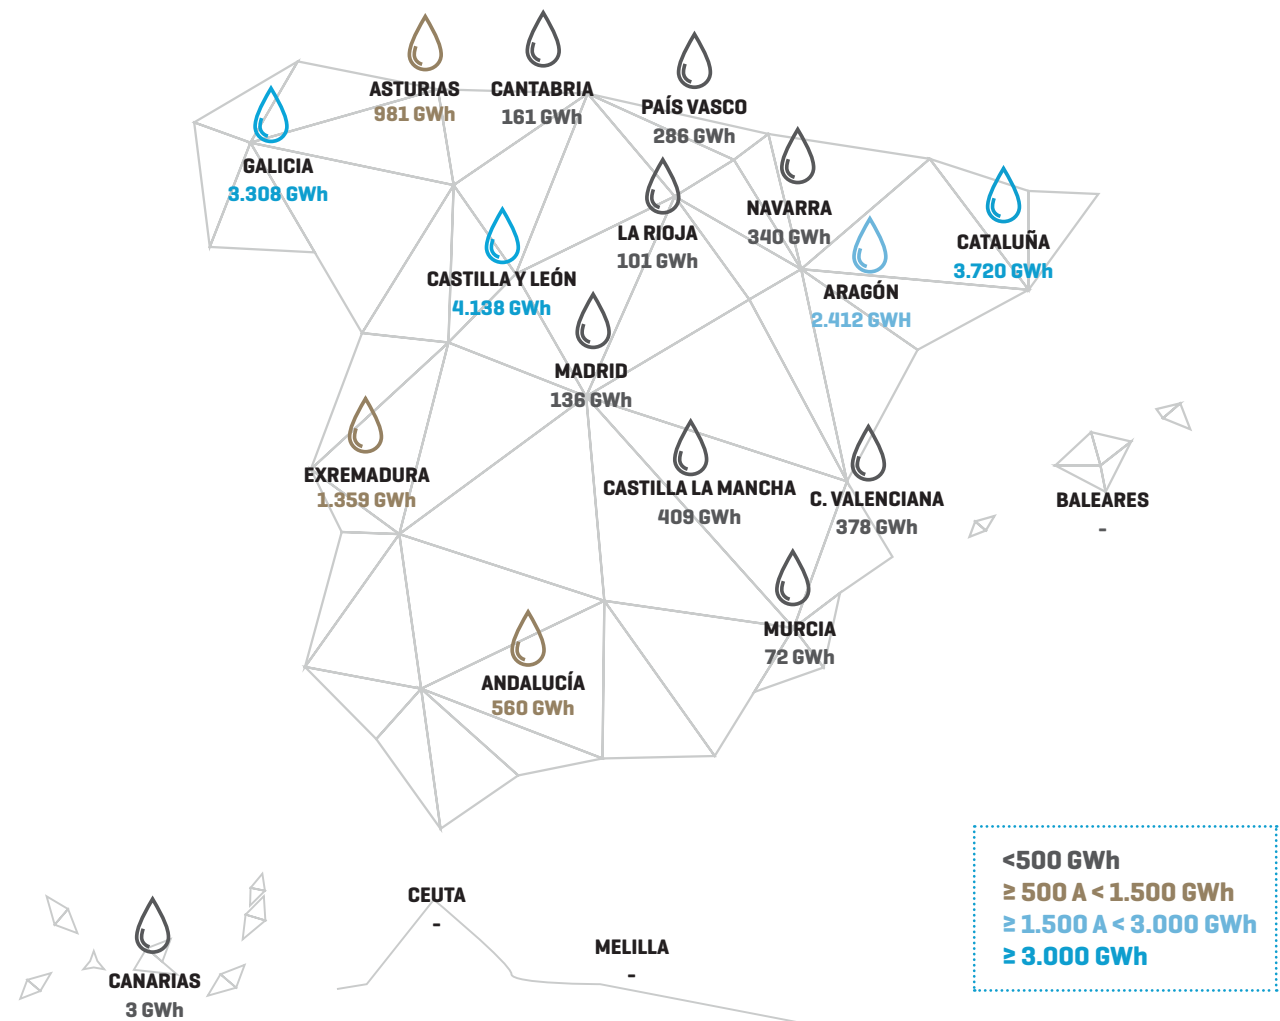 ASTURIAS
981 GWh
CANTABRIA
161 GWh
PAÍS VASCO
286 GWh
GALICIA
3.308 GWh
NAVARRA
340 GWh
LA RIOJA
101 GWh
CATALUÑA
3.720 GWh
CASTILLA Y LEÓN
4.138 GWh
ARAGÓN
2.412 GWH
MADRID
136 GWh
EXREMADURA
1.359 GWh
CASTILLA LA MANCHA
409 GWh
C. VALENCIANA
378 GWh
BALEARES
-
MURCIA
72 GWh
ANDALUCÍA
560 GWh
CEUTA
-
MELILLA
-
CANARIAS
3 GWh
<500 GWh
≥ 500 A < 1.500 GWh
≥ 1.500 A < 3.000 GWh
≥ 3.000 GWh